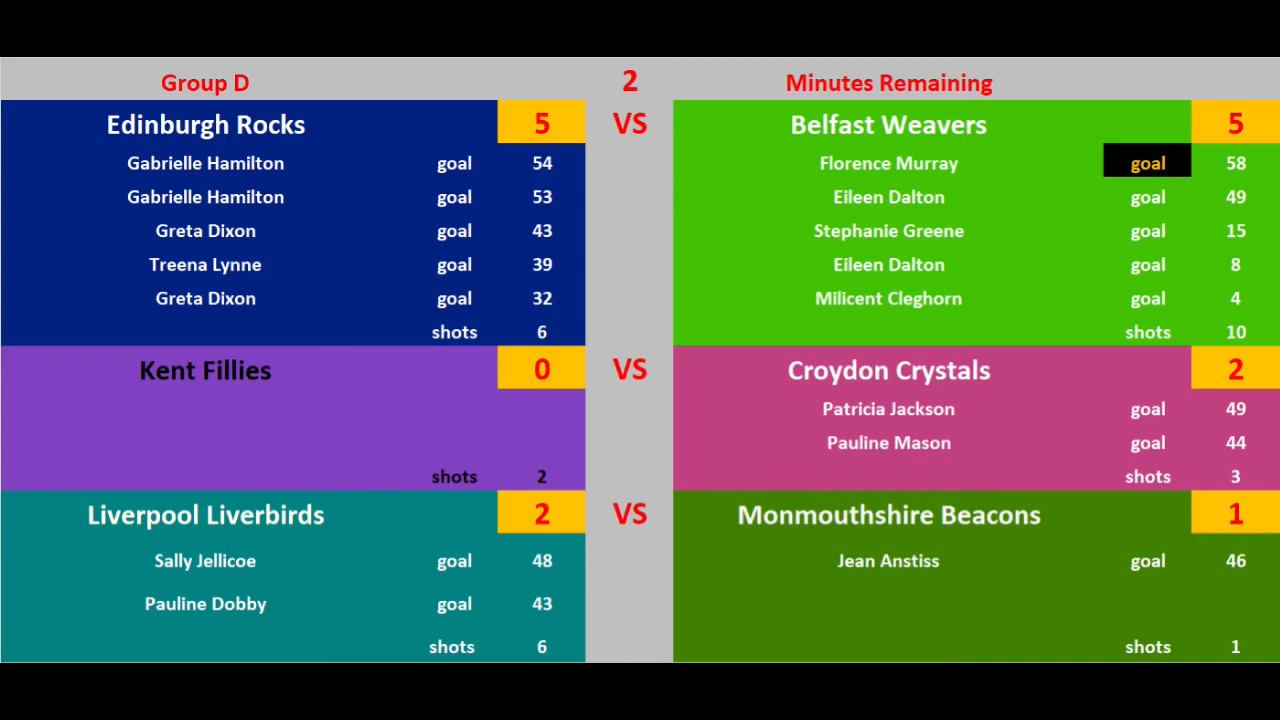 Group D 2 Minutes Remaining
Edinburgh Rocks 5 VS Belfast Weavers 5
Gabrielle Hamilton goal 54 Florence Murray goal 58
Gabrielle Hamilton goal 53 Eileen Dalton goal 49
Greta Dixon goal 43 Stephanie Greene goal 15
Treena Lynne goal 39 Eileen Dalton goal 8
Greta Dixon goal 32 Milicent Cleghorn goal 4
shots 6 shots 10
Kent Fillies 0 VS Croydon Crystals 2
Patricia Jackson goal 49
Pauline Mason goal 44
shots 2 shots 3
Liverpool Liverbirds 2 VS Monmouthshire Beacons 1
Sally Jellicoe goal 48 Jean Anstiss goal 46
Pauline Dobby goal 43
shots 6 shots 1